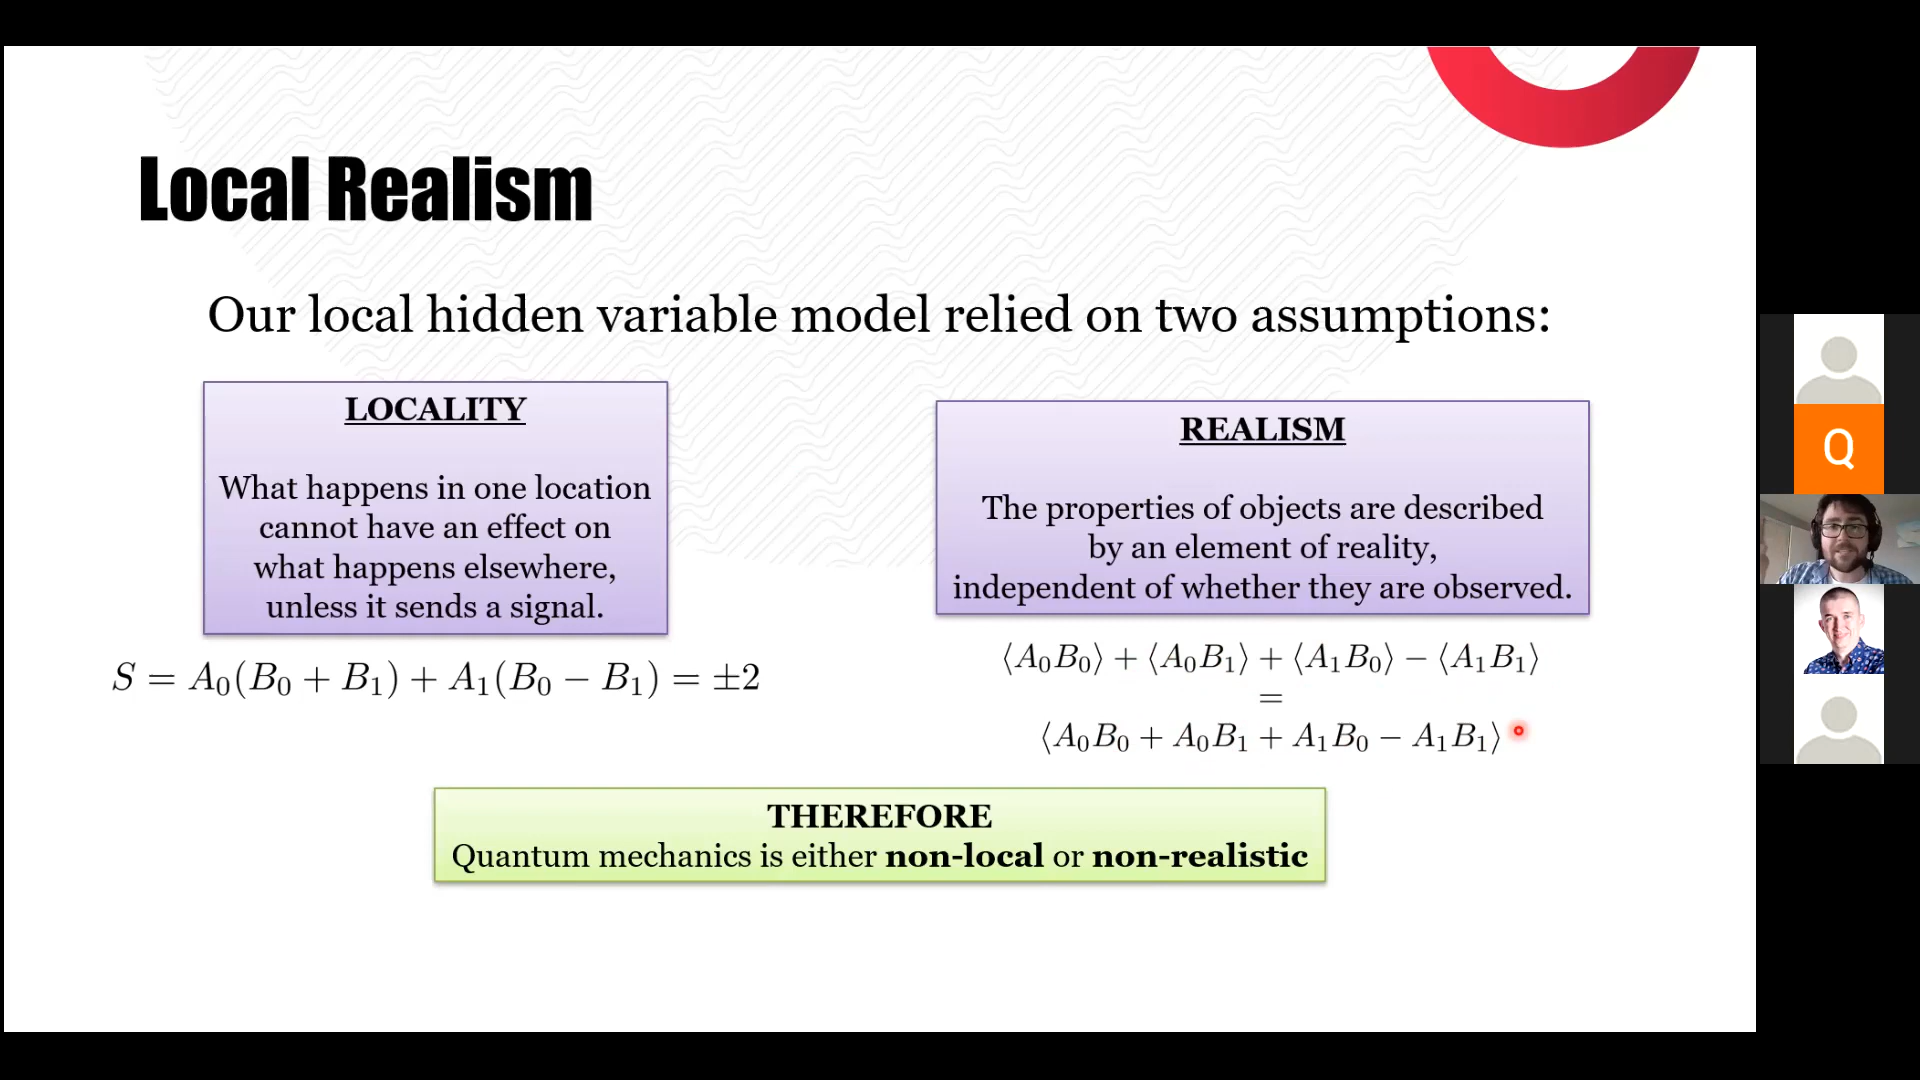 Local Realism
Our local hidden variable model relied on two assumptions:
LOCALITY
What happens in one location
cannot have an effect on
what happens elsewhere,
unless it sends a signal.
S = A₀(B₀ + B₁) + A₁(B₀ − B₁) = ±2
REALISM
The properties of objects are described
by an element of reality,
independent of whether they are observed.
⟨A₀B₀⟩ + ⟨A₀B₁⟩ + ⟨A₁B₀⟩ − ⟨A₁B₁⟩
=
⟨A₀B₀ + A₀B₁ + A₁B₀ − A₁B₁⟩
THEREFORE
Quantum mechanics is either non-local or non-realistic
Q